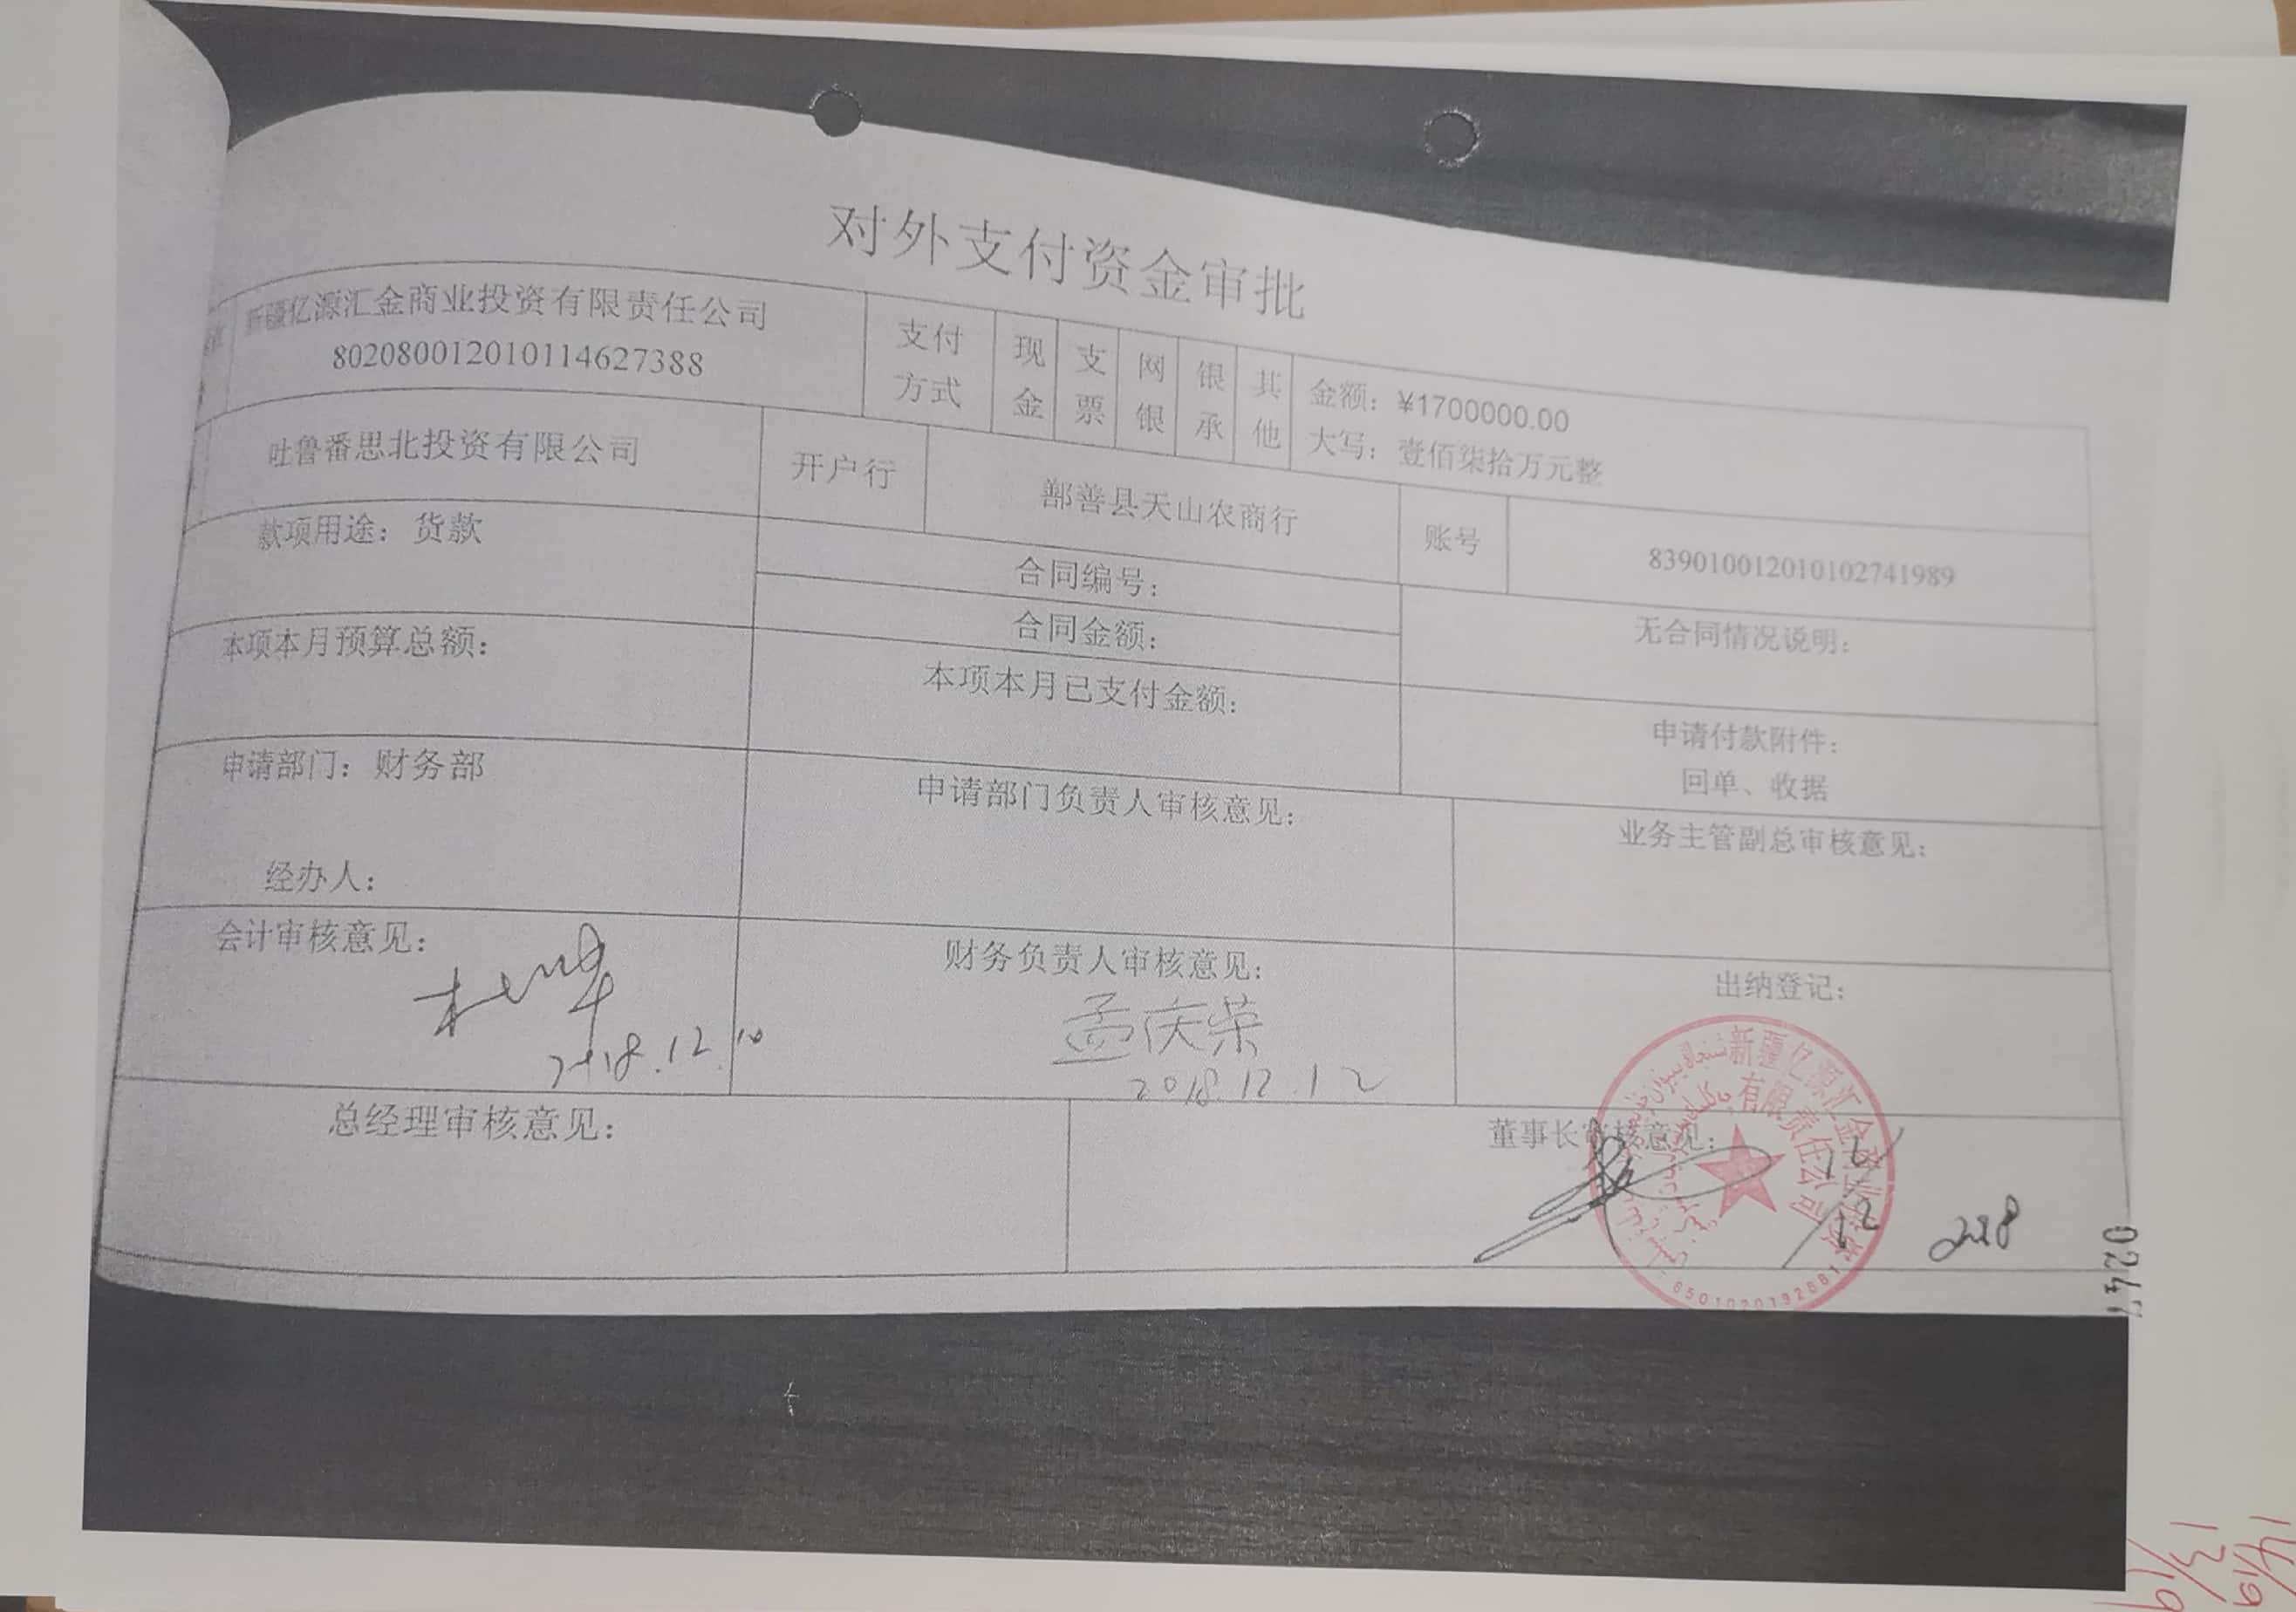 对外支付资金审批
新疆亿源汇金商业投资有限责任公司
802080012010114627388
支付方式
现金
支票
网银
银承
其他
金额：¥1700000.00
大写：壹佰柒拾万元整
吐鲁番思北投资有限公司
开户行
鄯善县天山农商行
账号
839010012010102741989
款项用途：货款
合同编号：
合同金额：
无合同情况说明：
本项本月预算总额：
本项本月已支付金额：
申请付款附件：
回单、收据
申请部门：财务部
经办人：
申请部门负责人审核意见：
业务主管副总审核意见：
会计审核意见：
2018.12.10
财务负责人审核意见：
孟庆荣
2018.12.12
出纳登记：
总经理审核意见：
董事长审核意见：
12/12 2018
新疆亿源汇金商业投资
有限责任公司
0247
14/19
13/19